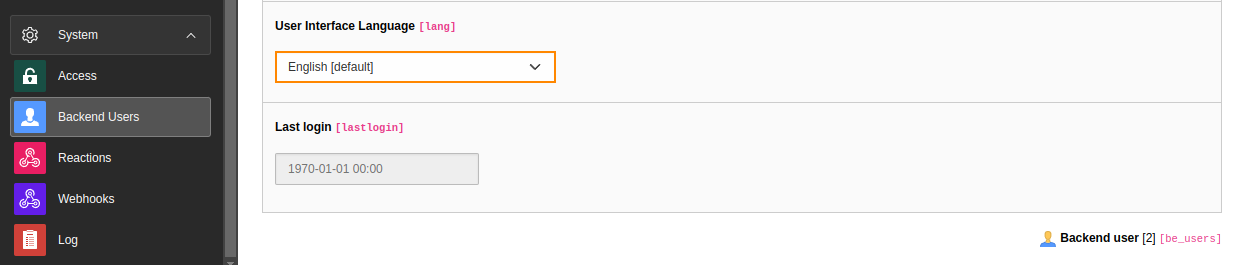 System
Access
Backend Users
Reactions
Webhooks
Log
User Interface Language [lang]
English [default]
Last login [lastlogin]
1970-01-01 00:00
Backend user [2] [be_users]